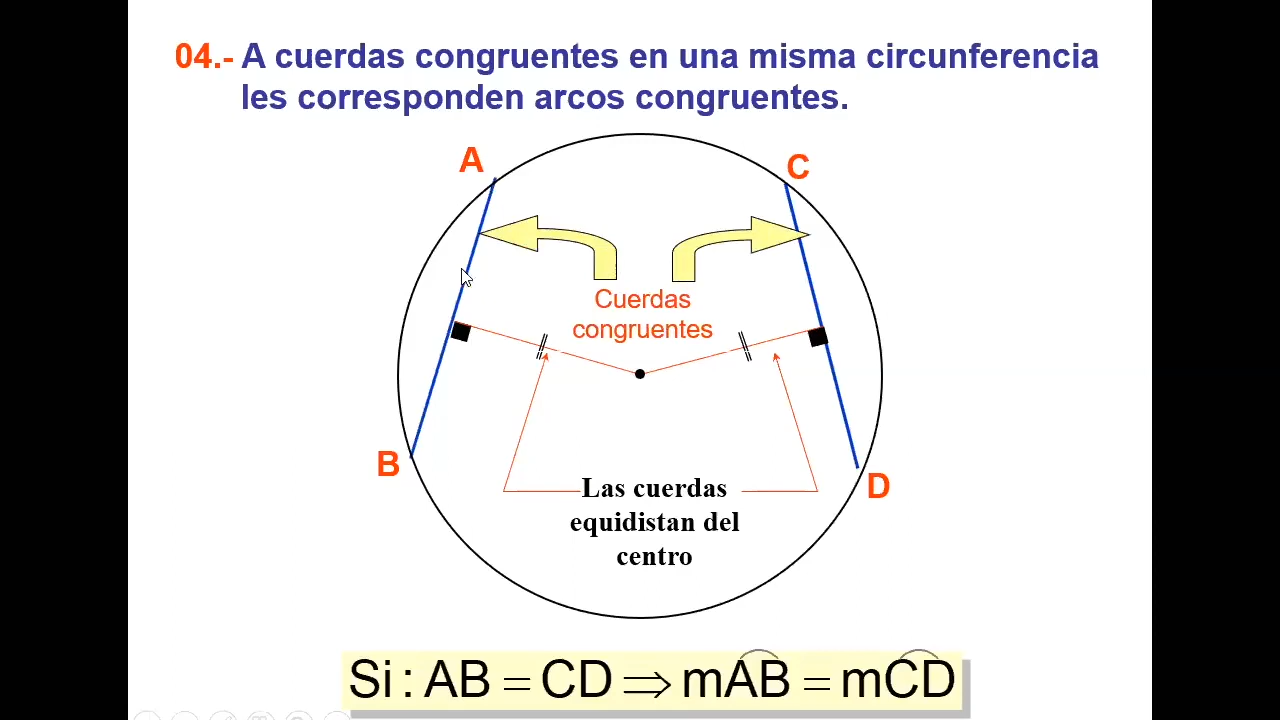 04.- A cuerdas congruentes en una misma circunferencia
les corresponden arcos congruentes.
A
C
Cuerdas
congruentes
B
D
Las cuerdas
equidistan del
centro
Si : AB = CD ⇒ mAB = mCD